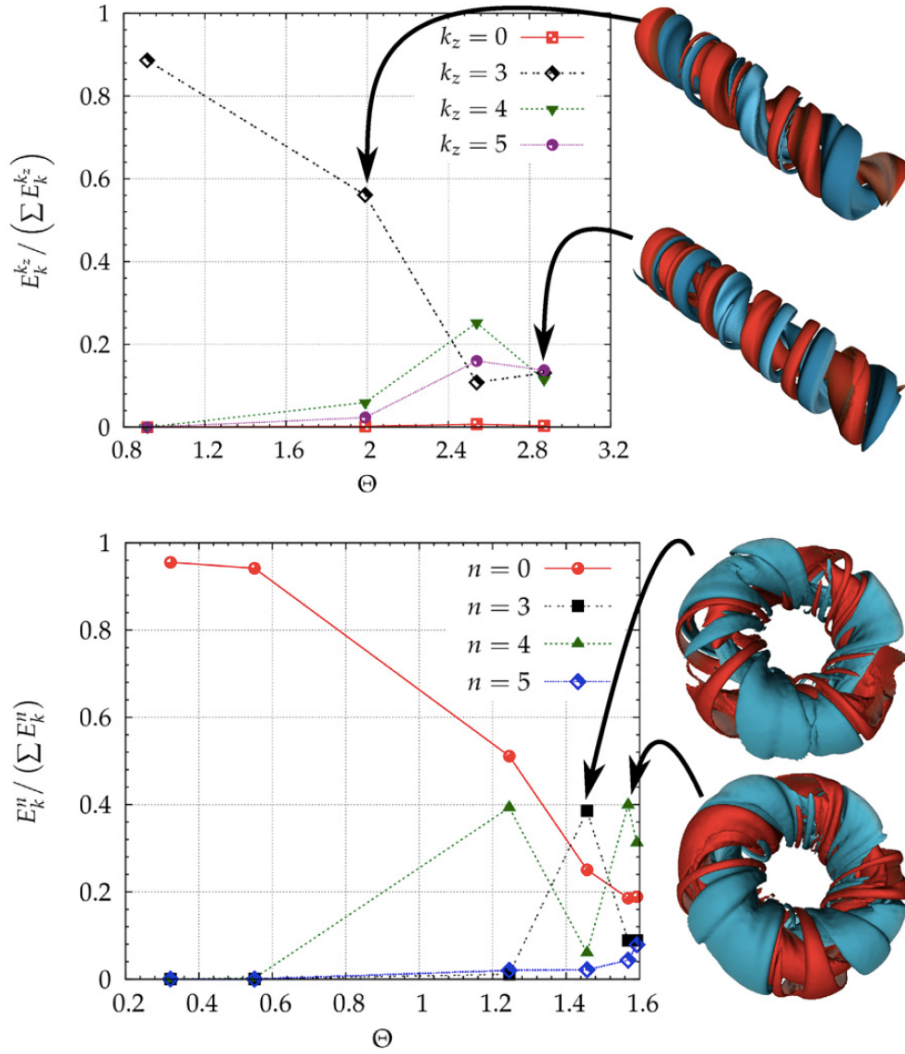 1
0.8
0.6
0.4
0.2
0
E_k^{k_z} / (∑ E_k^{k_z})
k_z = 0
k_z = 3
k_z = 4
k_z = 5
0.8 1.2 1.6 2 2.4 2.8 3.2
Θ
1
0.8
0.6
0.4
0.2
0
E_k^n / (∑ E_k^n)
n = 0
n = 3
n = 4
n = 5
0.2 0.4 0.6 0.8 1 1.2 1.4 1.6
Θ